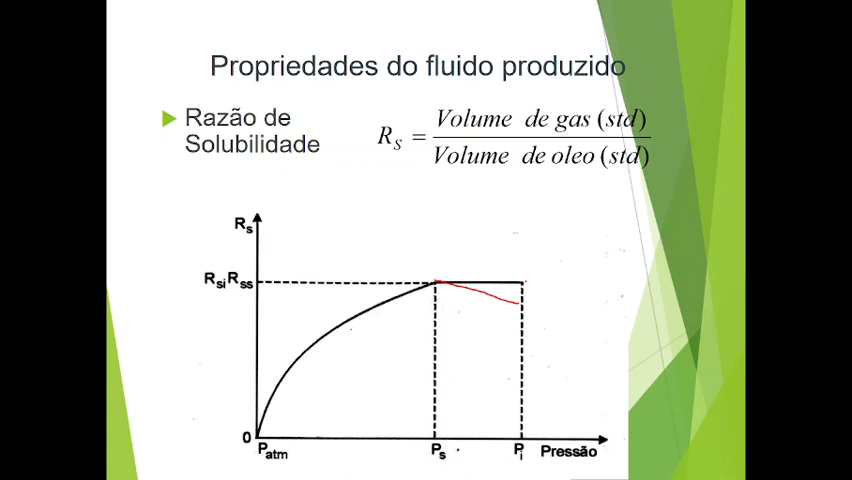 Propriedades do fluido produzido
Razão de
Solubilidade
R_S = Volume de gas (std) / Volume de oleo (std)
R_s
R_si R_ss
0
P_atm
P_s
P_i
Pressão